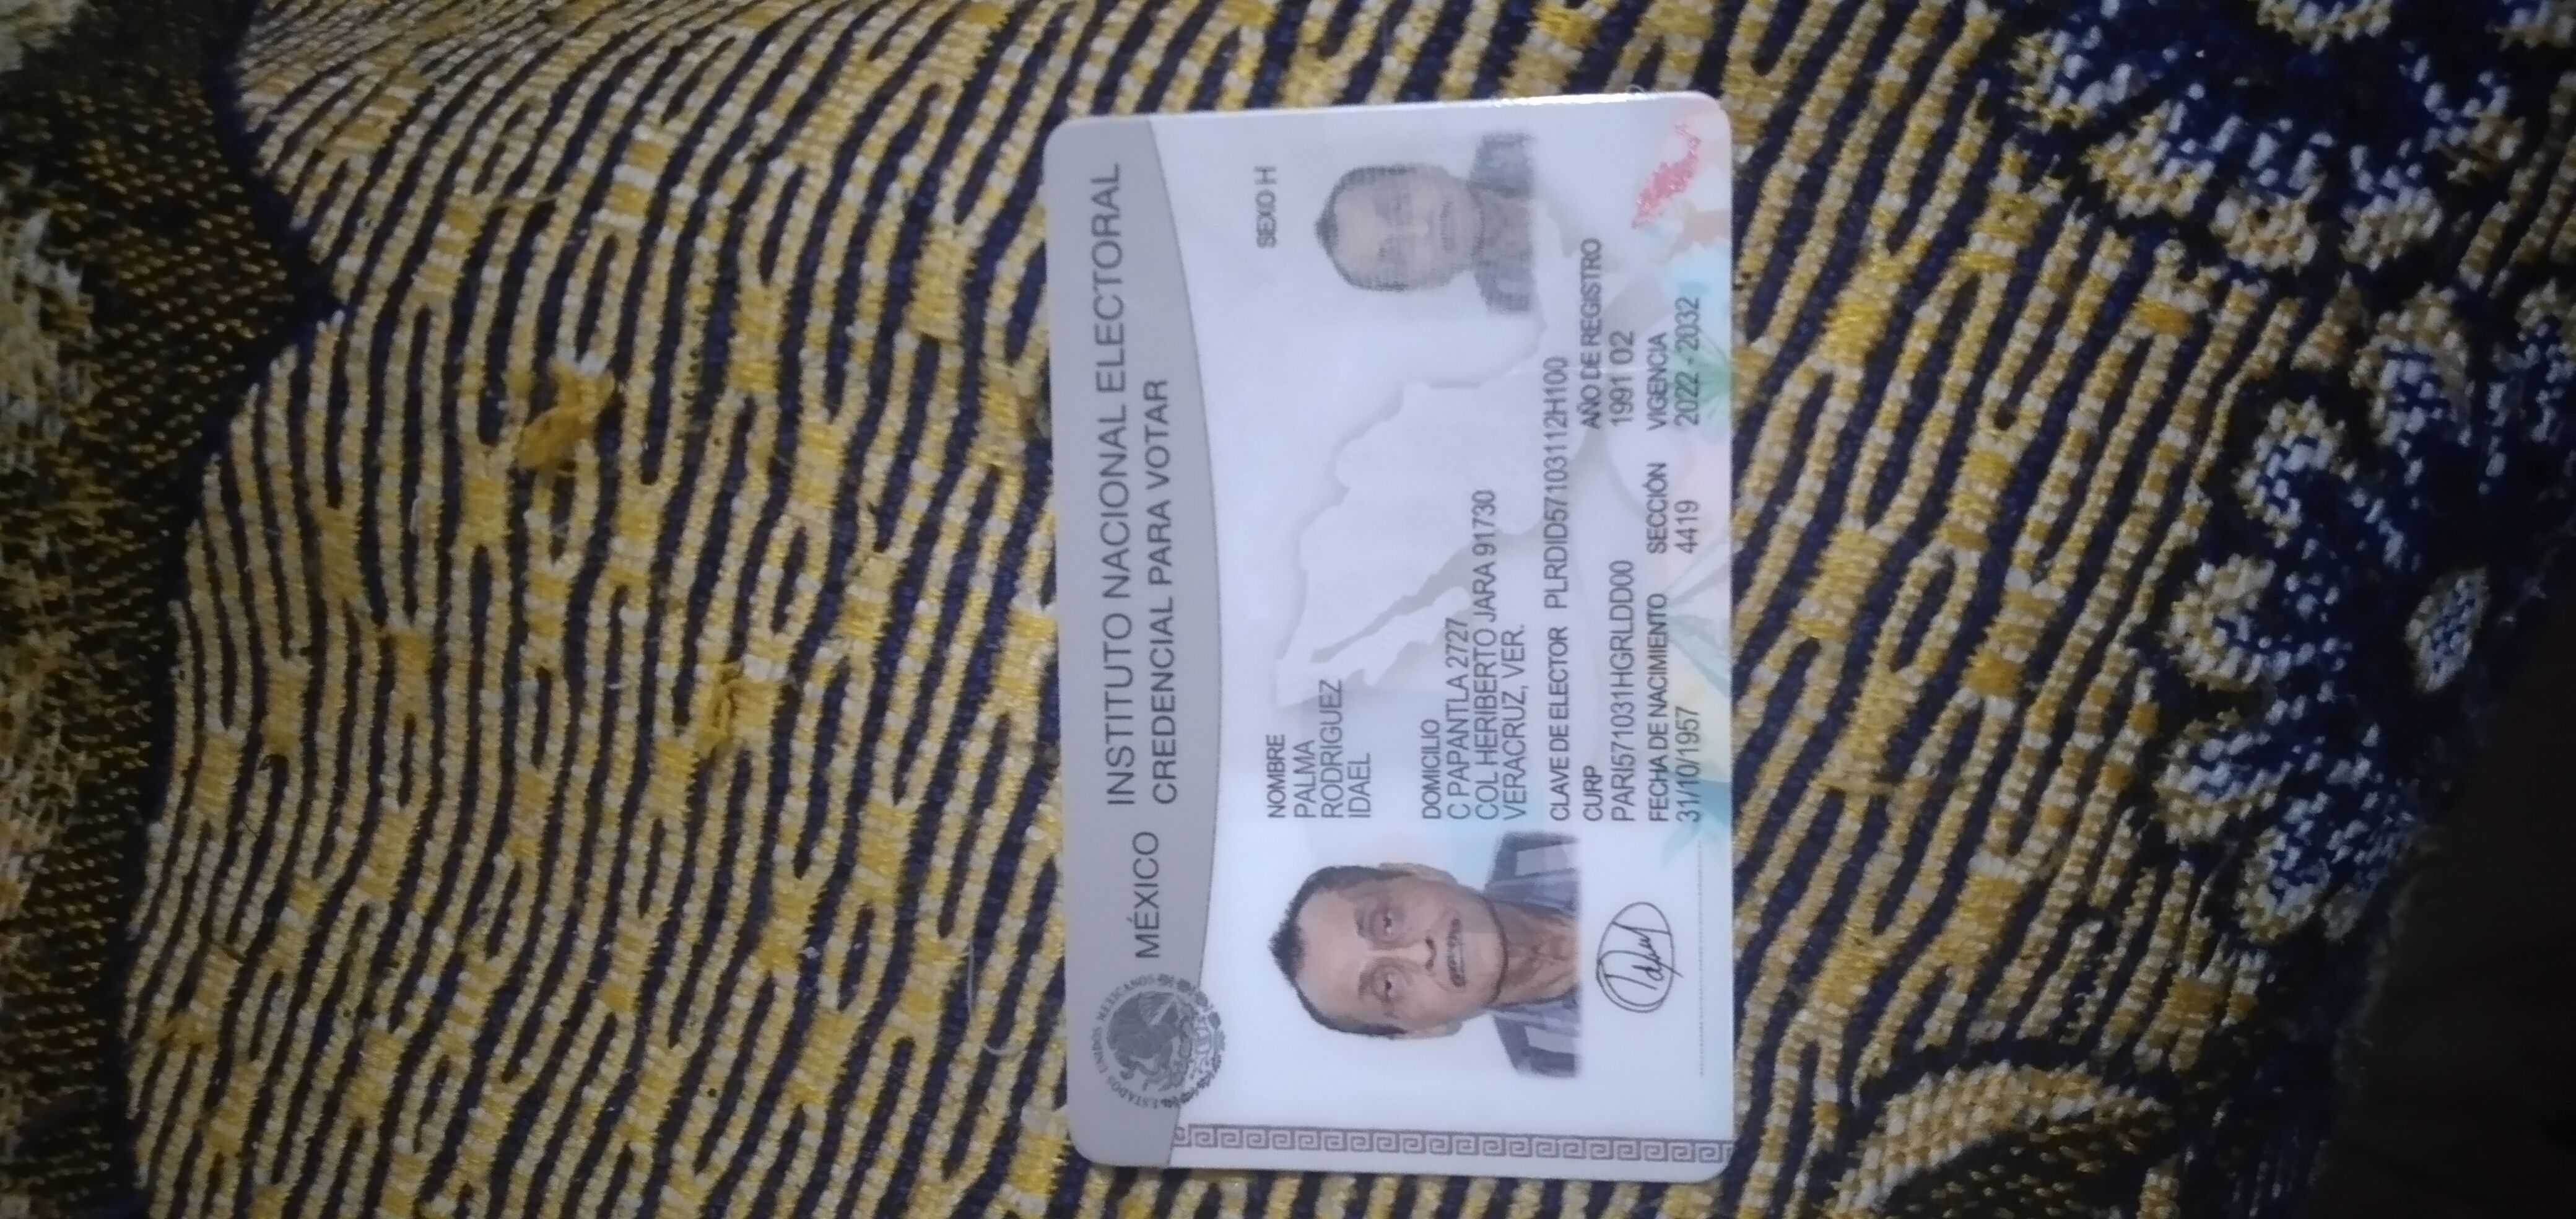 ESTADOS UNIDOS MEXICANOS
MÉXICO
INSTITUTO NACIONAL ELECTORAL
CREDENCIAL PARA VOTAR
SEXO H
NOMBRE
PALMA
RODRIGUEZ
IDAEL
DOMICILIO
C PAPANTLA 2727
COL HERIBERTO JARA 91730
VERACRUZ, VER.
CLAVE DE ELECTOR PLRDID57103112H100
CURP
PARI571031HGRLDD00
AÑO DE REGISTRO
1991 02
FECHA DE NACIMIENTO
31/10/1957
SECCIÓN
4419
VIGENCIA
2022 - 2032